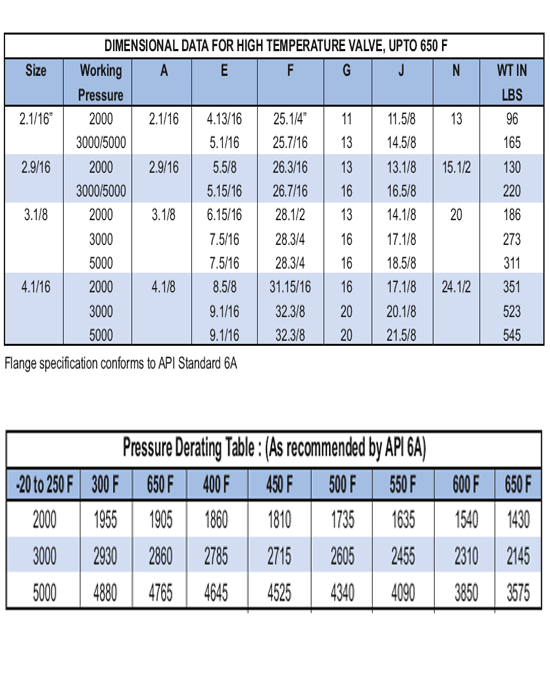 DIMENSIONAL DATA FOR HIGH TEMPERATURE VALVE, UPTO 650 F
Size Working Pressure A E F G J N WT IN LBS
2.1/16” 2000 2.1/16 4.13/16 25.1/4” 11 11.5/8 13 96
3000/5000 5.1/16 25.7/16 13 14.5/8 165
2.9/16 2000 2.9/16 5.5/8 26.3/16 13 13.1/8 15.1/2 130
3000/5000 5.15/16 26.7/16 16 16.5/8 220
3.1/8 2000 3.1/8 6.15/16 28.1/2 13 14.1/8 20 186
3000 7.5/16 28.3/4 16 17.1/8 273
5000 7.5/16 28.3/4 16 18.5/8 311
4.1/16 2000 4.1/8 8.5/8 31.15/16 16 17.1/8 24.1/2 351
3000 9.1/16 32.3/8 20 20.1/8 523
5000 9.1/16 32.3/8 20 21.5/8 545
Flange specification conforms to API Standard 6A
Pressure Derating Table : (As recommended by API 6A)
-20 to 250 F 300 F 650 F 400 F 450 F 500 F 550 F 600 F 650 F
2000 1955 1905 1860 1810 1735 1635 1540 1430
3000 2930 2860 2785 2715 2605 2455 2310 2145
5000 4880 4765 4645 4525 4340 4090 3850 3575